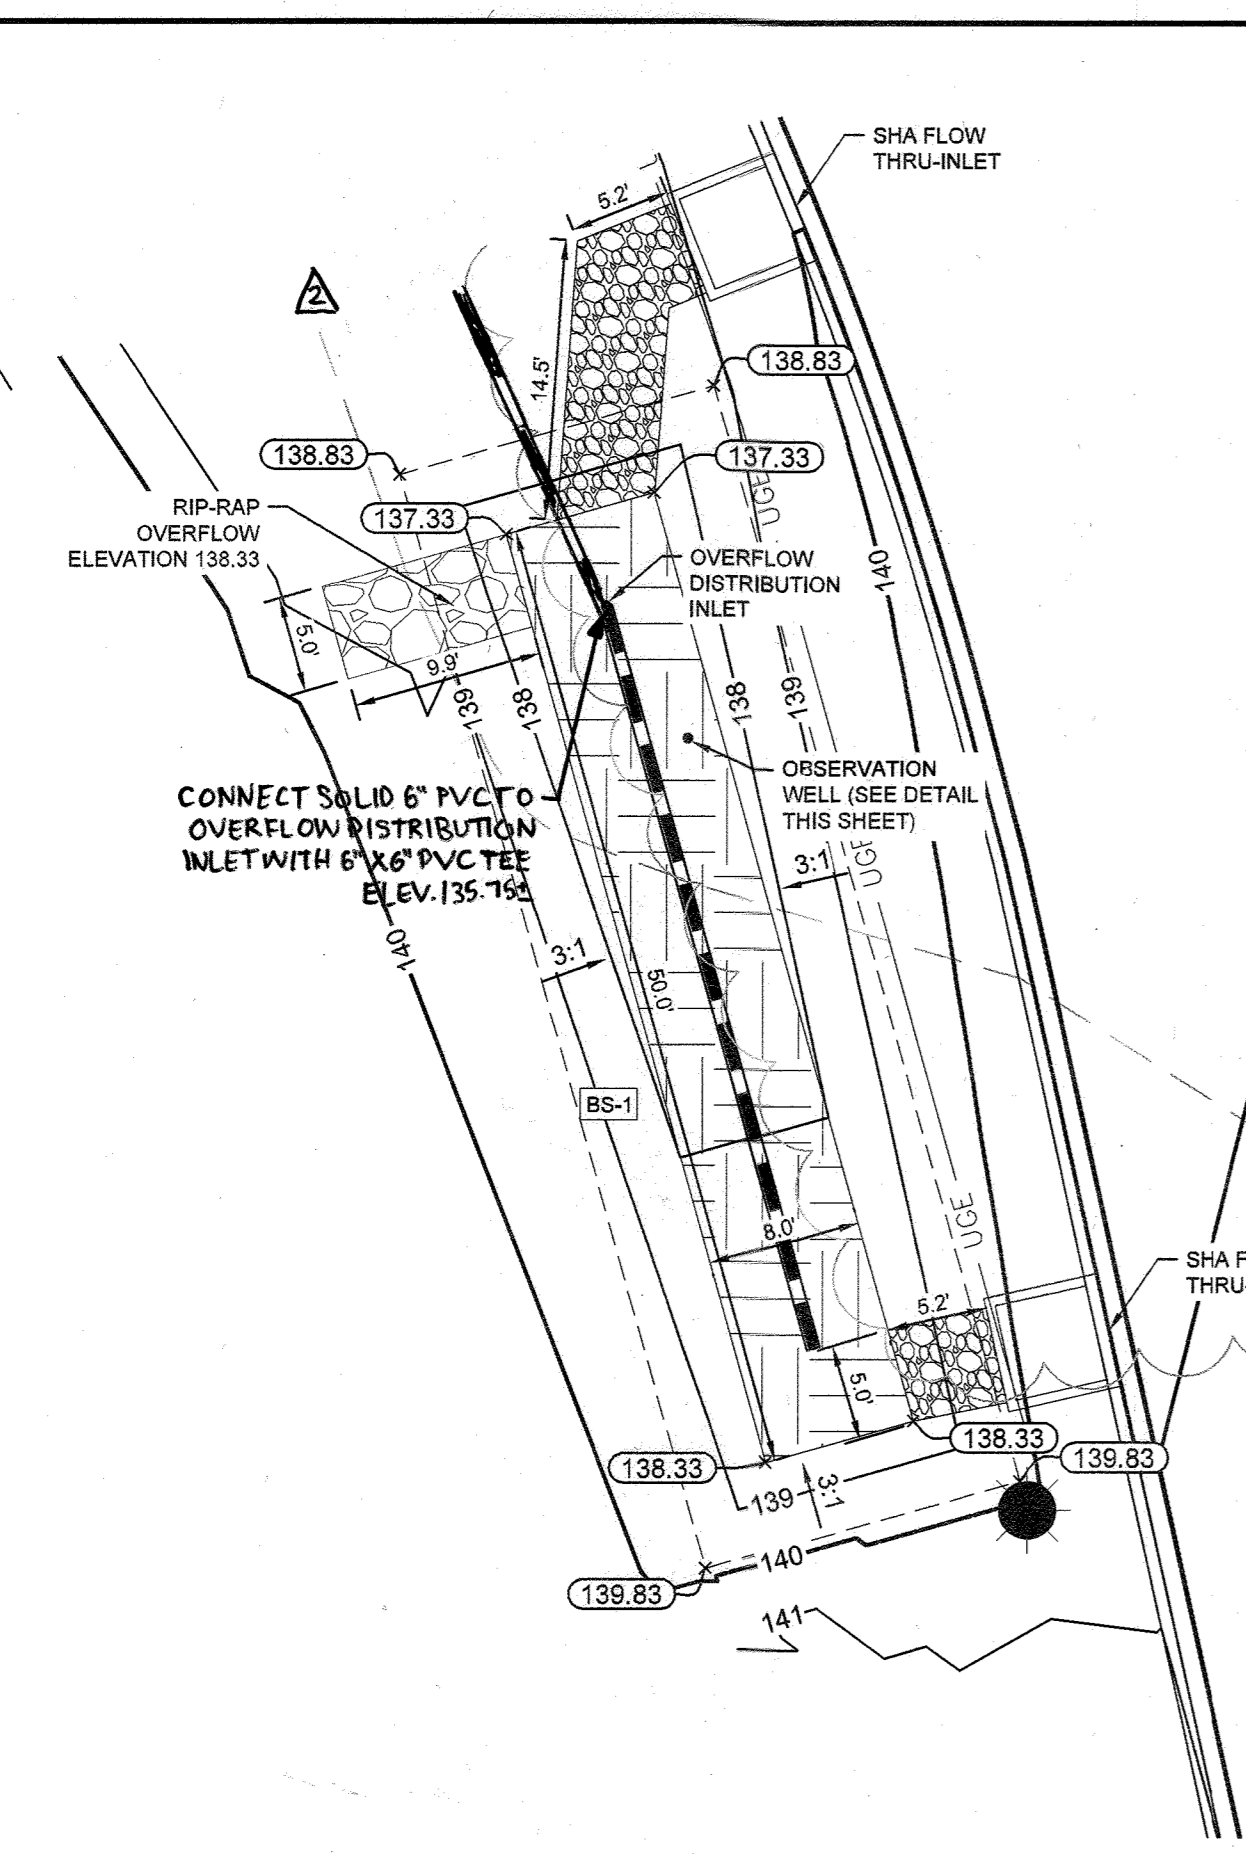 SHA FLOW
THRU-INLET
5.2'
2
14.5'
138.83
138.83
137.33
137.33
UGE
RIP-RAP
OVERFLOW
ELEVATION 138.33
OVERFLOW
DISTRIBUTION
INLET
140
5.0'
9.9'
139
138
138
139
OBSERVATION
WELL (SEE DETAIL
THIS SHEET)
CONNECT SOLID 6" PVC TO
OVERFLOW DISTRIBUTION
INLET WITH 6" X 6" PVC TEE
ELEV. 135.75±
3:1
UGE
140
3:1
50.0'
BS-1
8.0'
UGE
SHA F
THRU-
5.2'
5.0'
138.33
138.33
139.83
139
3:1
140
139.83
141